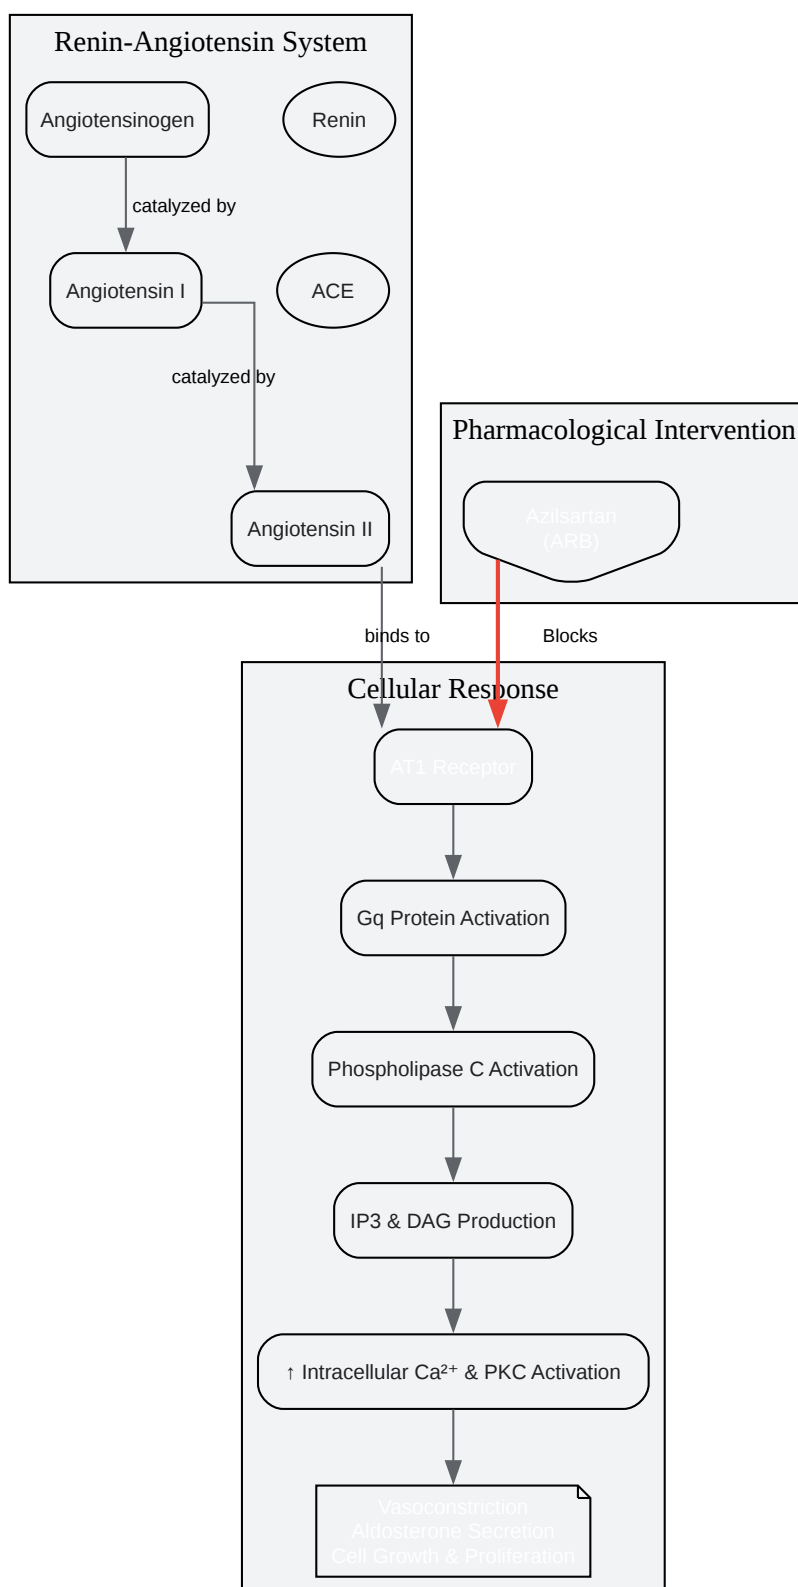 Renin-Angiotensin System
Angiotensinogen
Renin
catalyzed by
Angiotensin I
ACE
catalyzed by
Angiotensin II
Pharmacological Intervention
Azilsartan
(ARB)
binds to
Blocks
Cellular Response
AT1 Receptor
Gq Protein Activation
Phospholipase C Activation
IP3 & DAG Production
↑ Intracellular Ca²⁺ & PKC Activation
Vasoconstriction
Aldosterone Secretion
Cell Growth & Proliferation